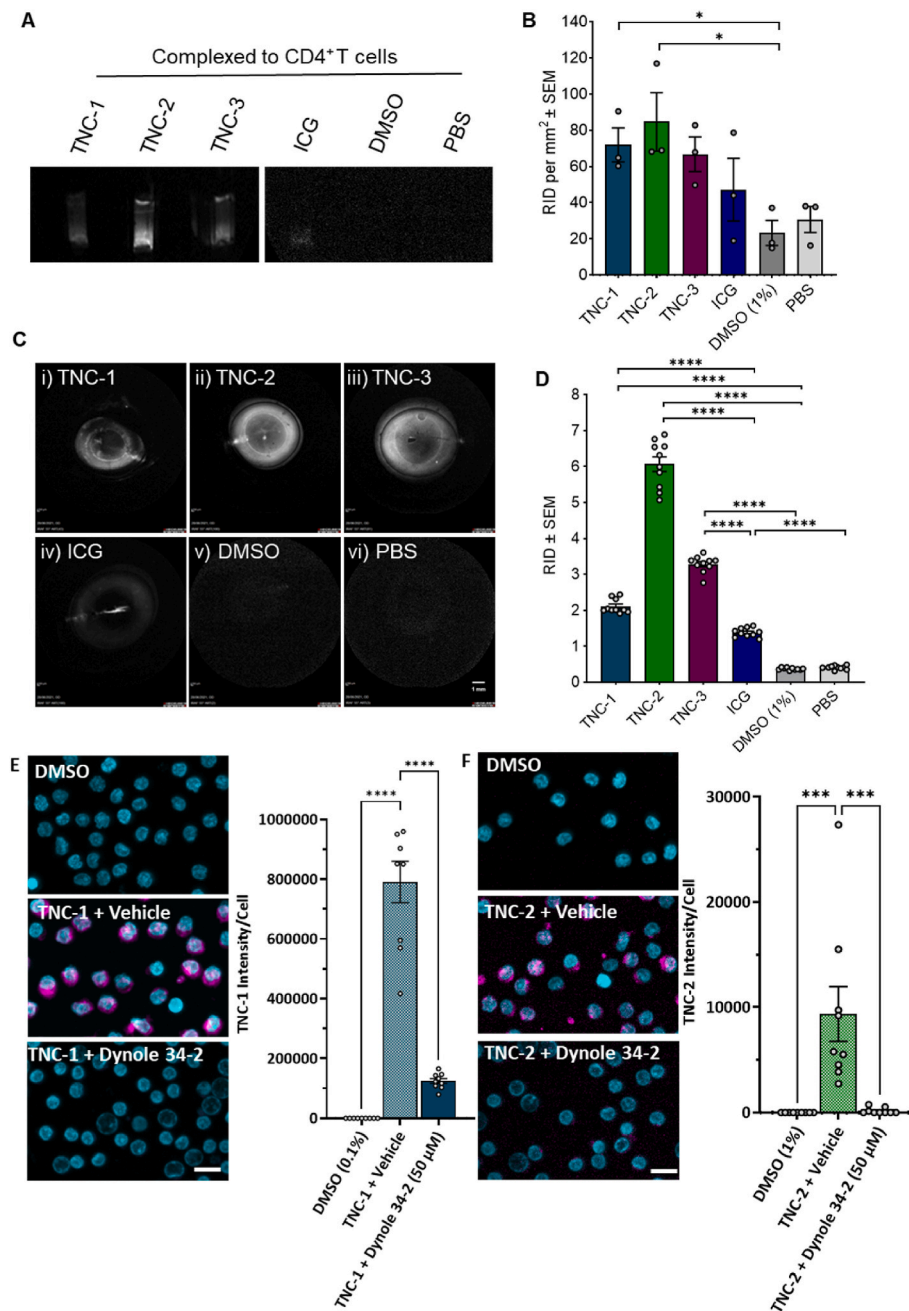 A
Complexed to CD4⁺T cells
TNC-1
TNC-2
TNC-3
ICG
DMSO
PBS
B
RID per mm² ± SEM
140
120
100
80
60
40
20
0
*
*
TNC-1
TNC-2
TNC-3
ICG
DMSO (1%)
PBS
C
i) TNC-1
ii) TNC-2
iii) TNC-3
iv) ICG
v) DMSO
vi) PBS
1 mm
D
RID ± SEM
8
7
6
5
4
3
2
1
0
****
****
****
****
****
****
****
TNC-1
TNC-2
TNC-3
ICG
DMSO (1%)
PBS
E
DMSO
TNC-1 + Vehicle
TNC-1 + Dynole 34-2
TNC-1 Intensity/Cell
1000000
800000
600000
400000
200000
0
****
****
DMSO (0.1%)
TNC-1 + Vehicle
TNC-1 + Dynole 34-2 (50 µM)
F
DMSO
TNC-2 + Vehicle
TNC-2 + Dynole 34-2
TNC-2 Intensity/Cell
30000
20000
10000
0
***
***
DMSO (1%)
TNC-2 + Vehicle
TNC-2 + Dynole 34-2 (50 µM)